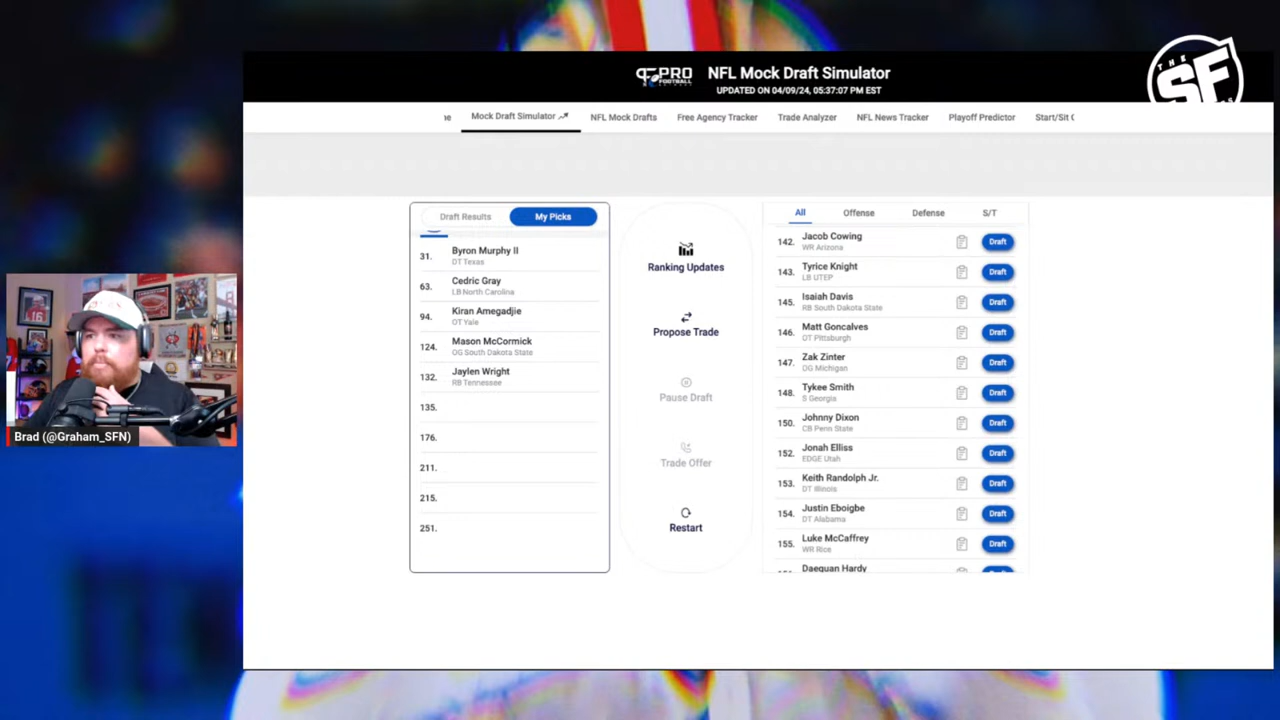 PRO
FOOTBALL
NETWORK
NFL Mock Draft Simulator
UPDATED ON 04/09/24, 05:37:07 PM EST
THE
SF
Mock Draft Simulator
NFL Mock Drafts
Free Agency Tracker
Trade Analyzer
NFL News Tracker
Playoff Predictor
Start/Sit
Draft Results
My Picks
31. Byron Murphy II
DT Texas
63. Cedric Gray
LB North Carolina
94. Kiran Amegadjie
OT Yale
124. Mason McCormick
OG South Dakota State
132. Jaylen Wright
RB Tennessee
135.
176.
211.
215.
251.
Ranking Updates
Propose Trade
Pause Draft
Trade Offer
Restart
All
Offense
Defense
S/T
142. Jacob Cowing Draft
WR Arizona
143. Tyrice Knight Draft
LB UTEP
145. Isaiah Davis Draft
RB South Dakota State
146. Matt Goncalves Draft
OT Pittsburgh
147. Zak Zinter Draft
OG Michigan
148. Tykee Smith Draft
S Georgia
150. Johnny Dixon Draft
CB Penn State
152. Jonah Elliss Draft
EDGE Utah
153. Keith Randolph Jr. Draft
DT Illinois
154. Justin Eboigbe Draft
DT Alabama
155. Luke McCaffrey Draft
WR Rice
Daequan Hardy
Brad (@Graham_SFN)